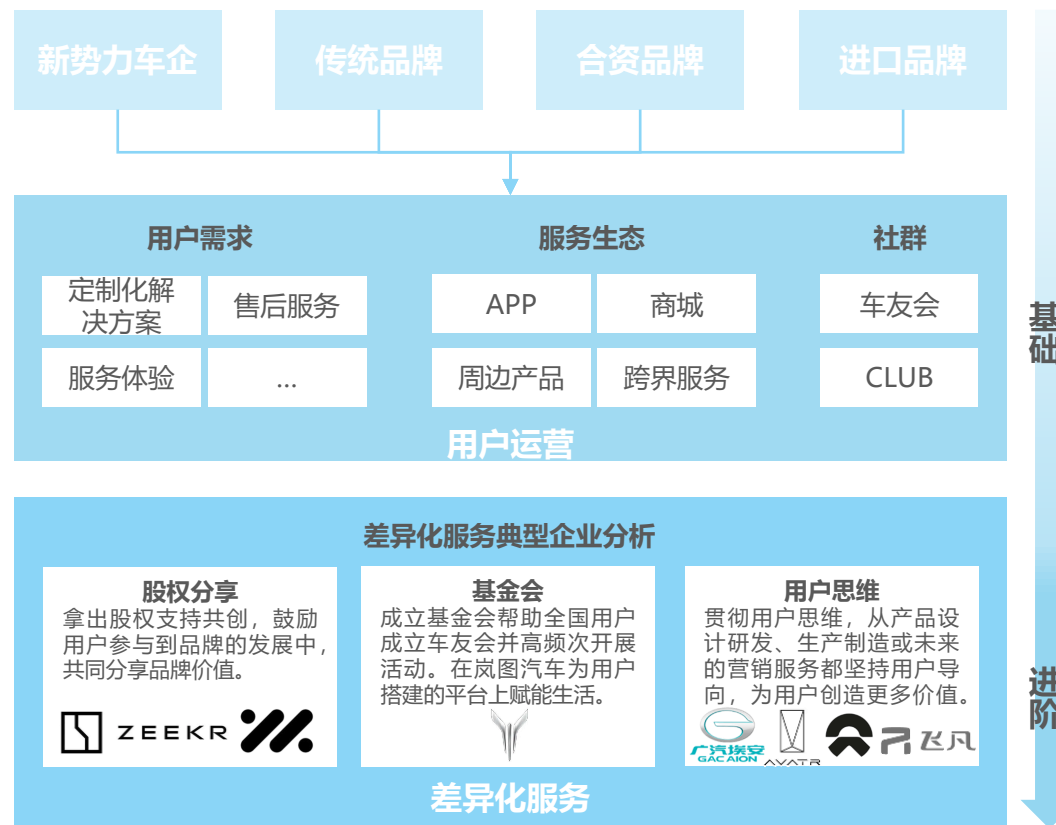 新势力车企
传统品牌
合资品牌
进口品牌
用户需求
服务生态
社群
定制化解
决方案
售后服务
APP
商城
车友会
服务体验
...
周边产品
跨界服务
CLUB
用户运营
基
础
差异化服务典型企业分析
股权分享
拿出股权支持共创，鼓励
用户参与到品牌的发展中，
共同分享品牌价值。
ZEEKR
基金会
成立基金会帮助全国用户
成立车友会并高频次开展
活动。在岚图汽车为用户
搭建的平台上赋能生活。
用户思维
贯彻用户思维，从产品设
计研发、生产制造或未来
的营销服务都坚持用户导
向，为用户创造更多价值。
广汽埃安
GAC AION
AVATR
飞凡
差异化服务
进
阶